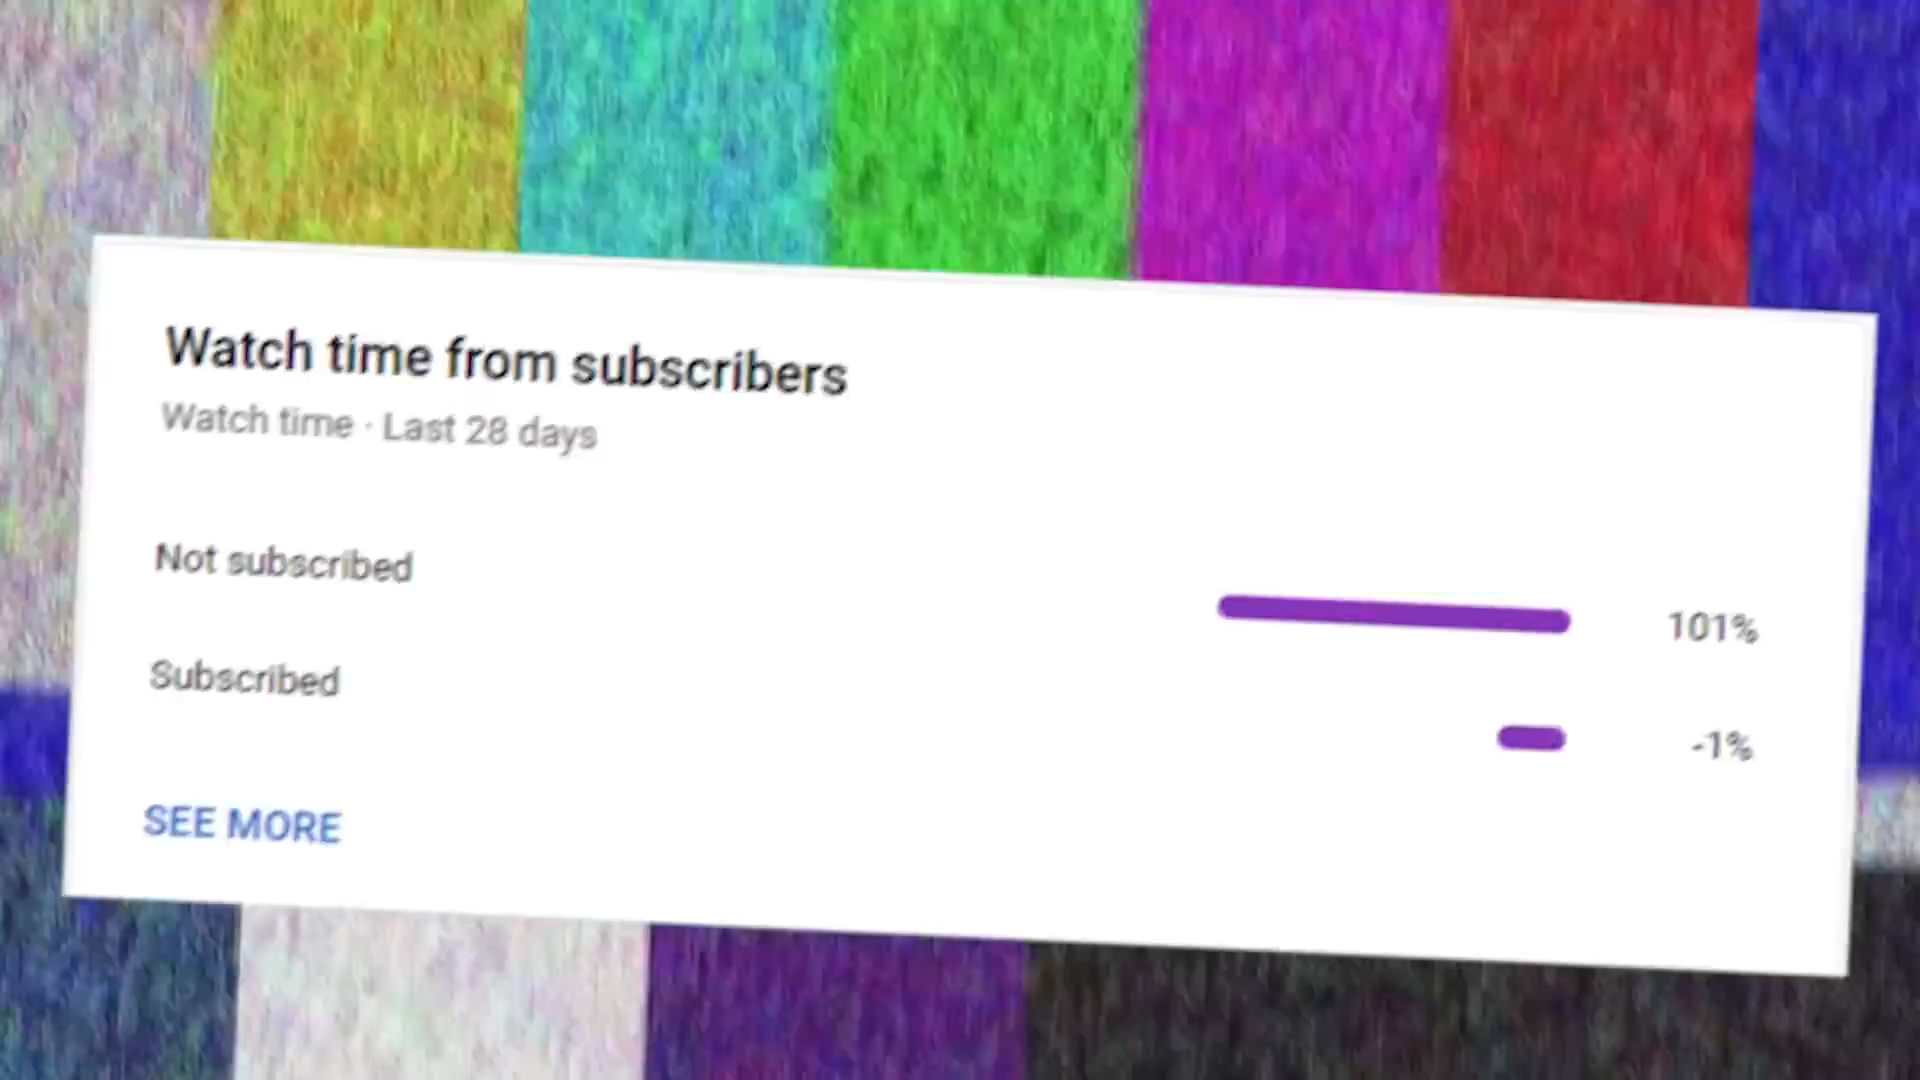 Watch time from subscribers
Watch time · Last 28 days
Not subscribed
101%
Subscribed
-1%
SEE MORE